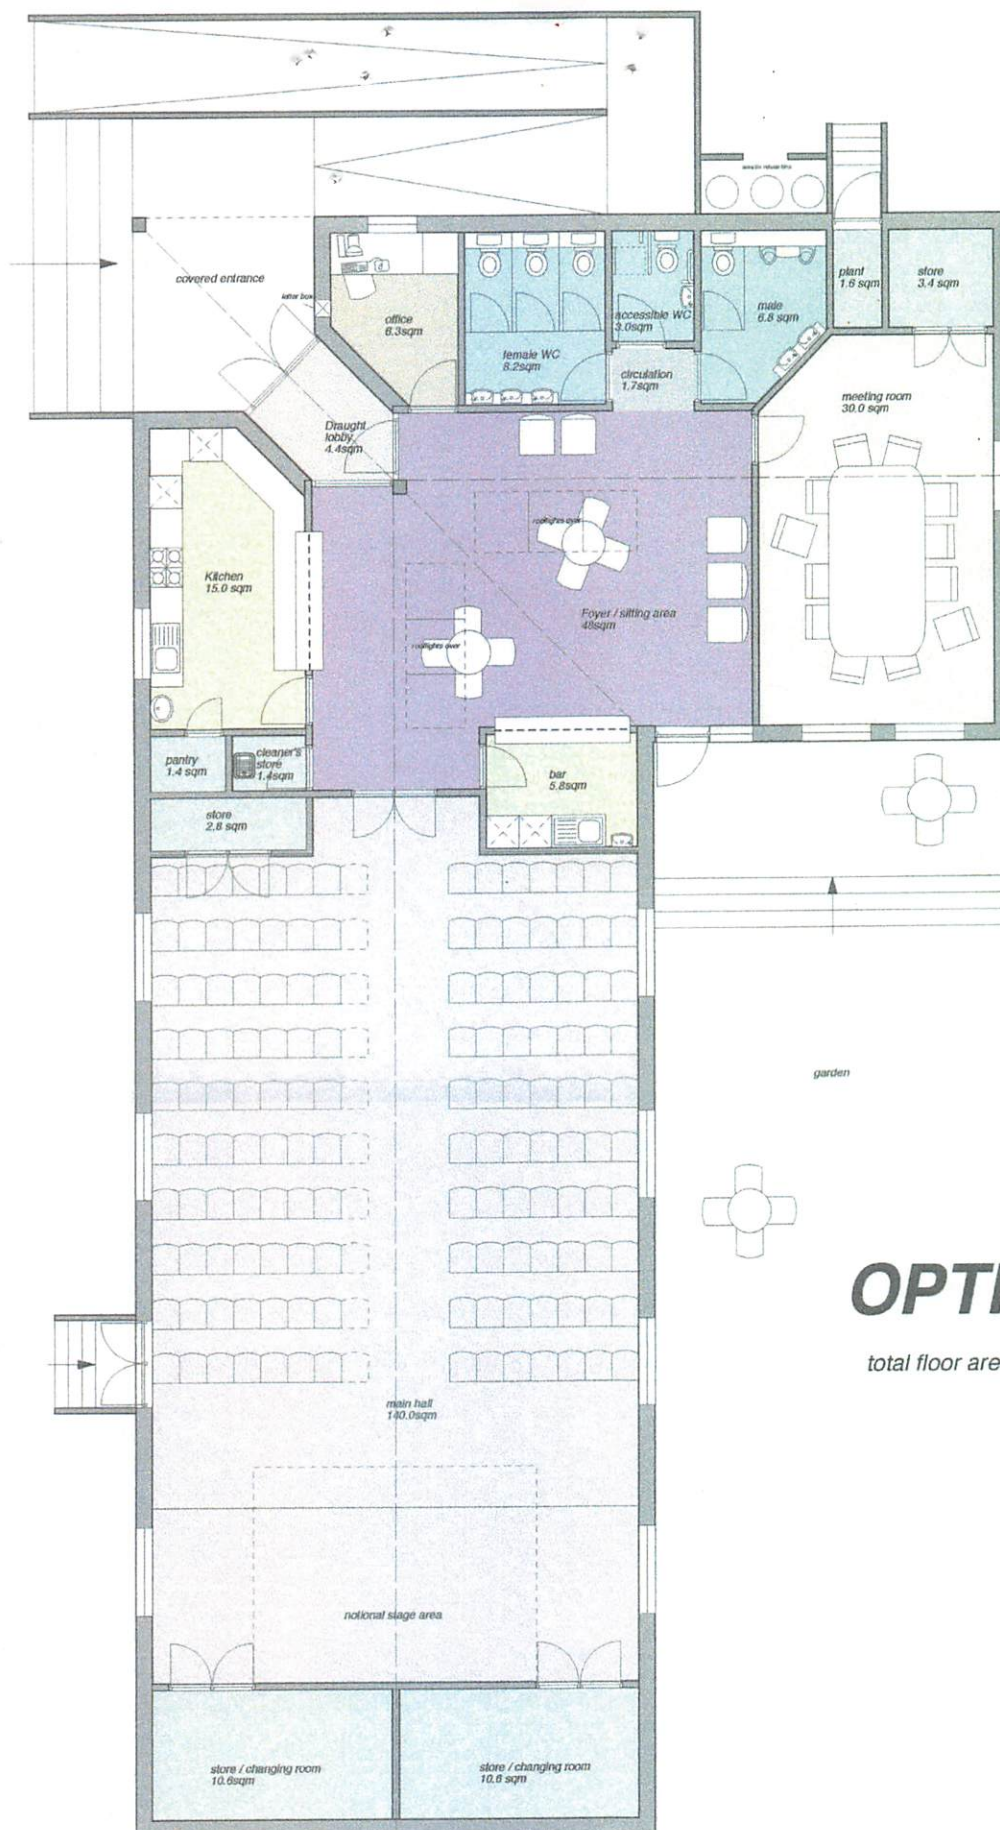 covered entrance
letter box
office
6.3sqm
female WC
8.2sqm
accessible WC
3.0sqm
circulation
1.7sqm
male
6.8 sqm
plant
1.6 sqm
store
3.4 sqm
meeting room
30.0 sqm
Draught
lobby
4.4sqm
Kitchen
15.0 sqm
rooflights over
rooflights over
Foyer / sitting area
48sqm
pantry
1.4 sqm
cleaner's
store
1.4sqm
bar
5.8sqm
store
2.8 sqm
garden
OPTI
total floor are
main hall
140.0sqm
notional stage area
store / changing room
10.6sqm
store / changing room
10.6 sqm